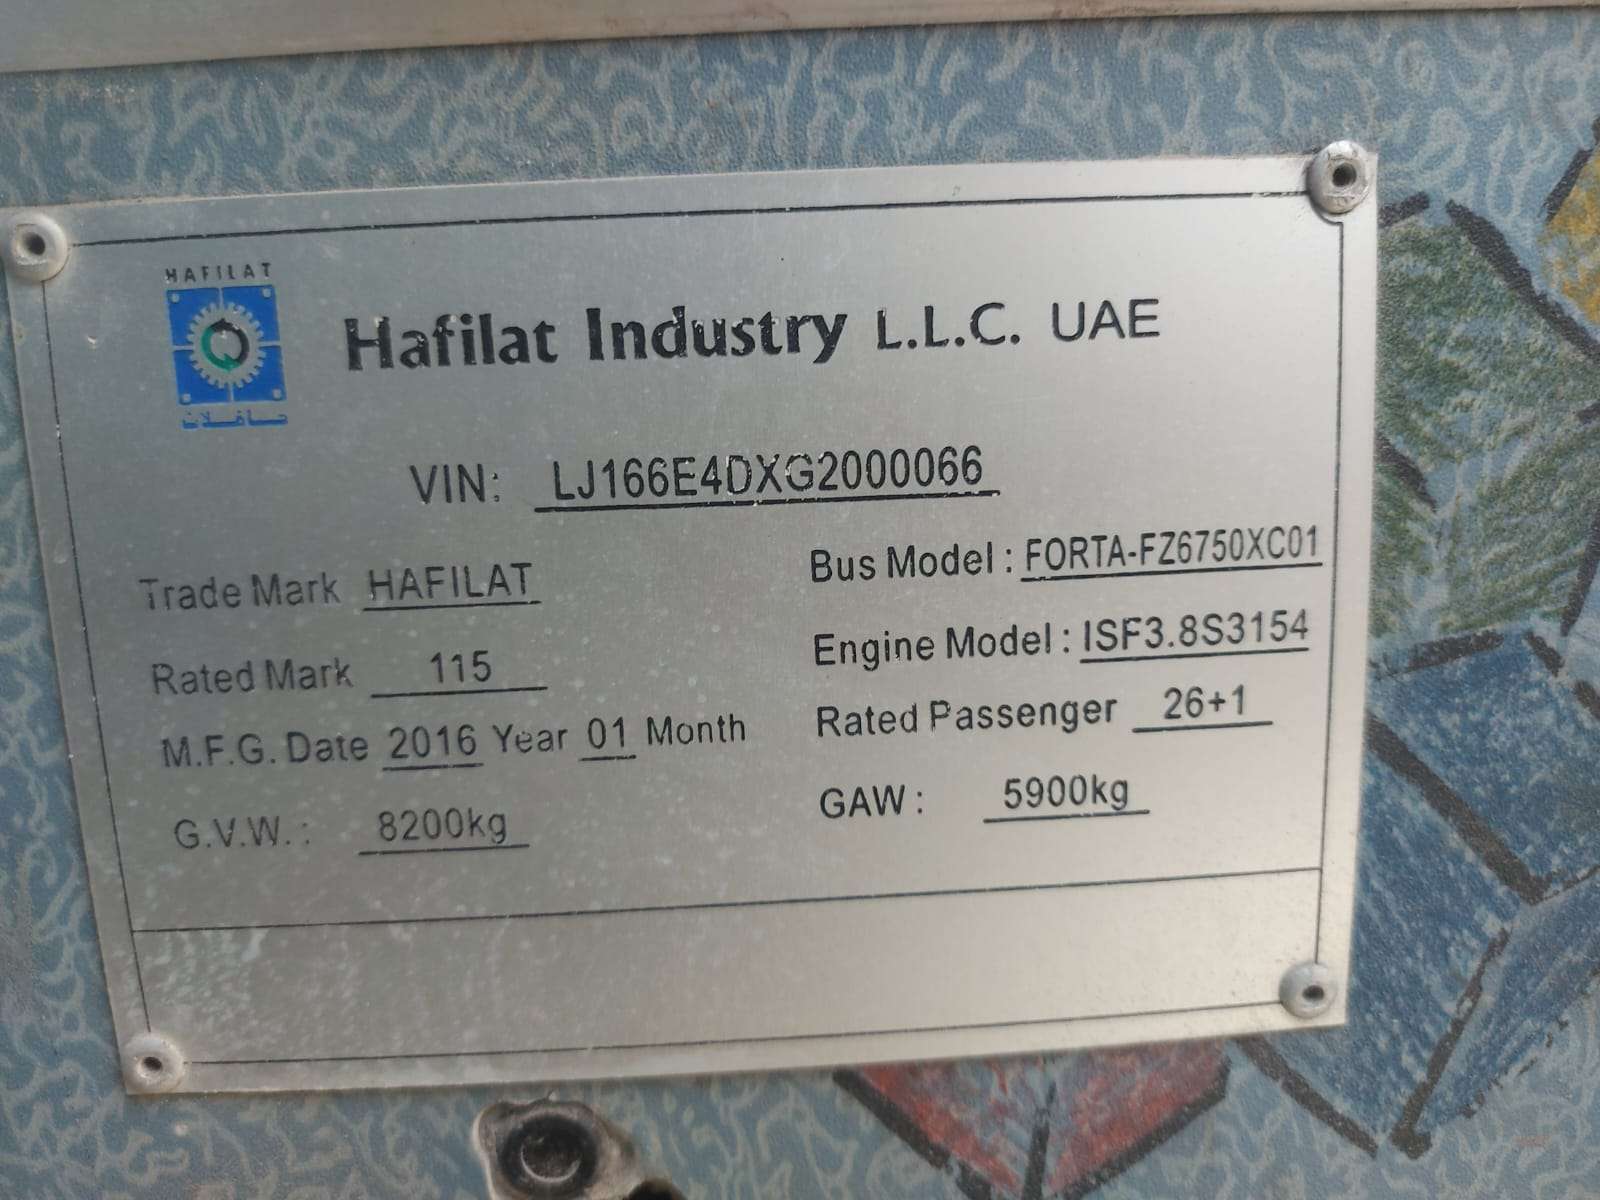 HAFILAT
حافلات
Hafilat Industry L.L.C. UAE
VIN: LJ166E4DXG2000066
Trade Mark HAFILAT
Bus Model : FORTA-FZ6750XC01
Rated Mark 115
Engine Model : ISF3.8S3154
M.F.G. Date 2016 Year 01 Month
Rated Passenger 26+1
G.V.W. : 8200kg
GAW : 5900kg